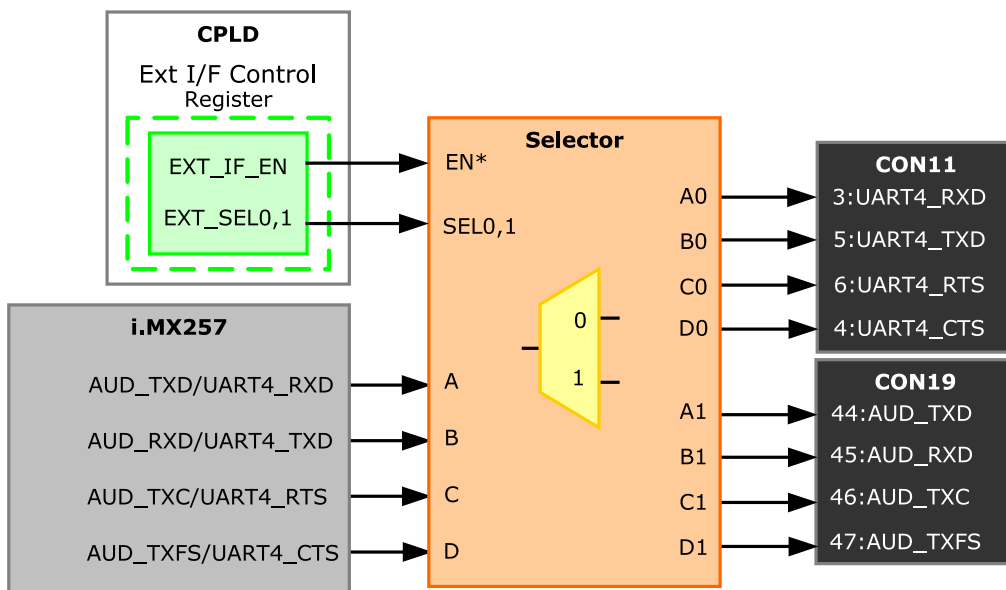 CPLD
Ext I/F Control
Register
EXT_IF_EN
EXT_SEL0,1
i.MX257
AUD_TXD/UART4_RXD
AUD_RXD/UART4_TXD
AUD_TXC/UART4_RTS
AUD_TXFS/UART4_CTS
Selector
EN*
SEL0,1
A
B
C
D
0
1
A0
B0
C0
D0
A1
B1
C1
D1
CON11
3:UART4_RXD
5:UART4_TXD
6:UART4_RTS
4:UART4_CTS
CON19
44:AUD_TXD
45:AUD_RXD
46:AUD_TXC
47:AUD_TXFS